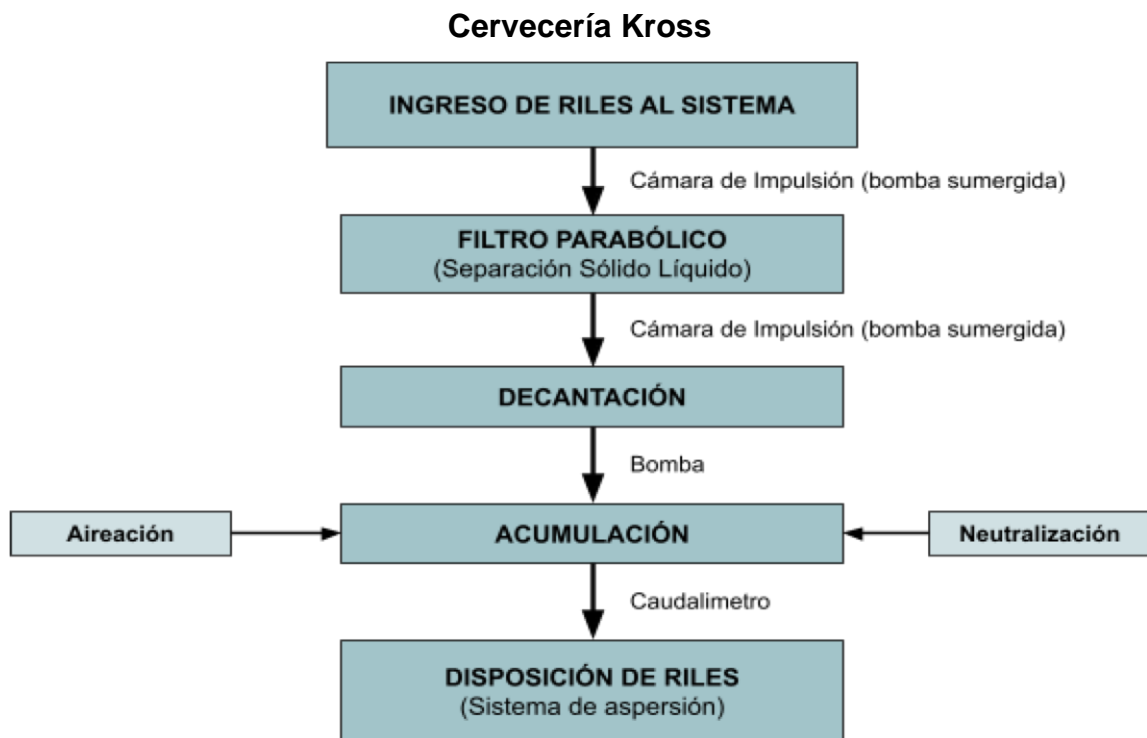 Cervecería Kross
INGRESO DE RILES AL SISTEMA
Cámara de Impulsión (bomba sumergida)
FILTRO PARABÓLICO
(Separación Sólido Líquido)
Cámara de Impulsión (bomba sumergida)
DECANTACIÓN
Bomba
Aireación
ACUMULACIÓN
Neutralización
Caudalimetro
DISPOSICIÓN DE RILES
(Sistema de aspersión)